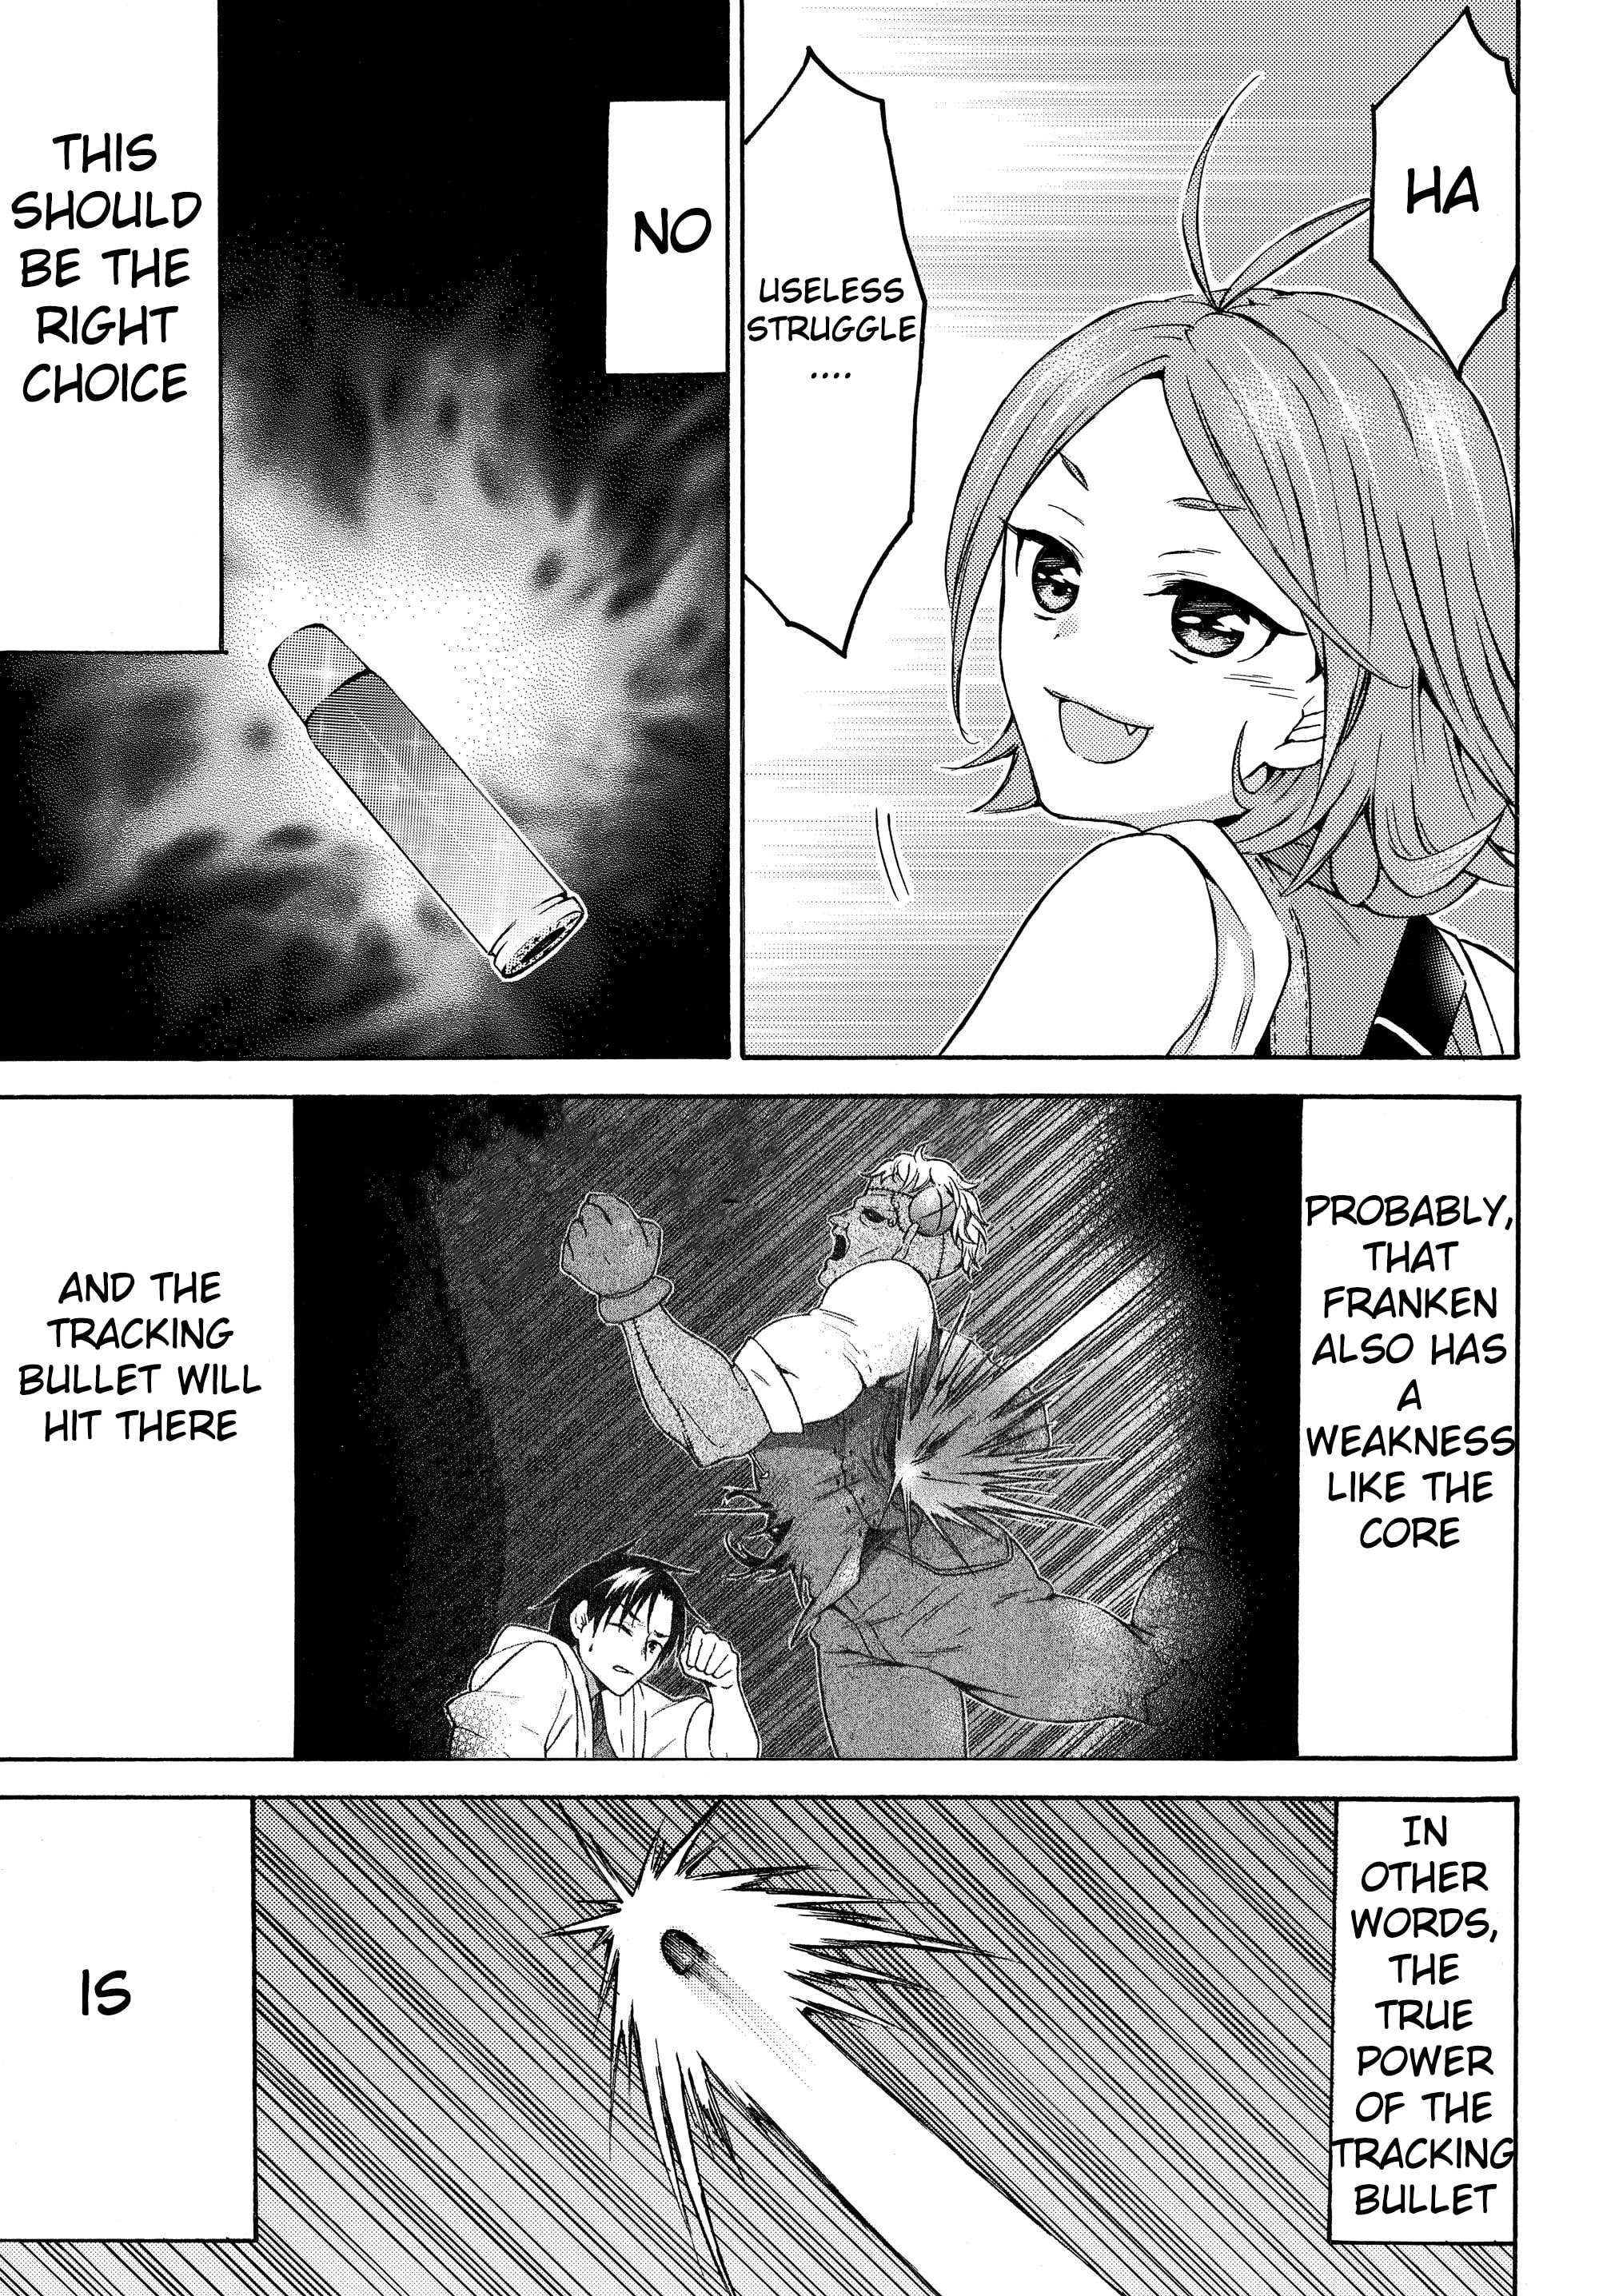 HA
USELESS
STRUGGLE
....
NO
THIS
SHOULD
BE THE
RIGHT
CHOICE
PROBABLY,
THAT
FRANKEN
ALSO HAS
A
WEAKNESS
LIKE THE
CORE
AND THE
TRACKING
BULLET WILL
HIT THERE
IN
OTHER
WORDS,
THE
TRUE
POWER
OF THE
TRACKING
BULLET
IS